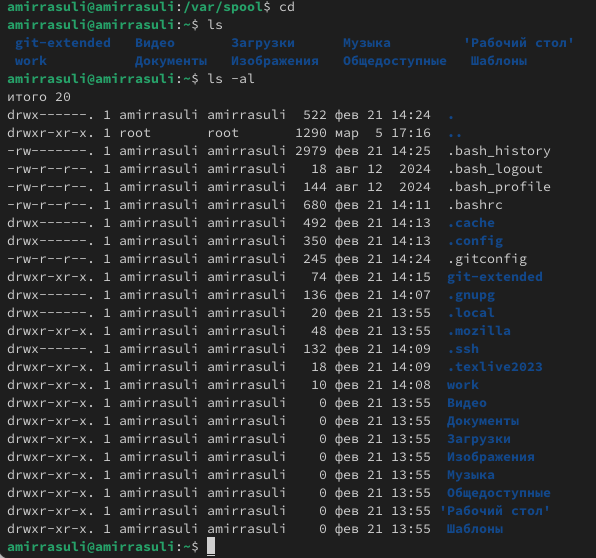 amirrasuli@amirrasuli:/var/spool$ cd
amirrasuli@amirrasuli:~$ ls
git-extended Видео Загрузки Музыка 'Рабочий стол'
work Документы Изображения Общедоступные Шаблоны
amirrasuli@amirrasuli:~$ ls -al
итого 20
drwx------. 1 amirrasuli amirrasuli 522 фев 21 14:24 .
drwxr-xr-x. 1 root root 1290 мар 5 17:16 ..
-rw-------. 1 amirrasuli amirrasuli 2979 фев 21 14:25 .bash_history
-rw-r--r--. 1 amirrasuli amirrasuli 18 авг 12 2024 .bash_logout
-rw-r--r--. 1 amirrasuli amirrasuli 144 авг 12 2024 .bash_profile
-rw-r--r--. 1 amirrasuli amirrasuli 680 фев 21 14:11 .bashrc
drwx------. 1 amirrasuli amirrasuli 492 фев 21 14:13 .cache
drwx------. 1 amirrasuli amirrasuli 350 фев 21 14:13 .config
-rw-r--r--. 1 amirrasuli amirrasuli 245 фев 21 14:24 .gitconfig
drwxr-xr-x. 1 amirrasuli amirrasuli 74 фев 21 14:15 git-extended
drwx------. 1 amirrasuli amirrasuli 136 фев 21 14:07 .gnupg
drwx------. 1 amirrasuli amirrasuli 20 фев 21 13:55 .local
drwxr-xr-x. 1 amirrasuli amirrasuli 48 фев 21 13:55 .mozilla
drwx------. 1 amirrasuli amirrasuli 132 фев 21 14:09 .ssh
drwxr-xr-x. 1 amirrasuli amirrasuli 18 фев 21 14:09 .texlive2023
drwxr-xr-x. 1 amirrasuli amirrasuli 10 фев 21 14:08 work
drwxr-xr-x. 1 amirrasuli amirrasuli 0 фев 21 13:55 Видео
drwxr-xr-x. 1 amirrasuli amirrasuli 0 фев 21 13:55 Документы
drwxr-xr-x. 1 amirrasuli amirrasuli 0 фев 21 13:55 Загрузки
drwxr-xr-x. 1 amirrasuli amirrasuli 0 фев 21 13:55 Изображения
drwxr-xr-x. 1 amirrasuli amirrasuli 0 фев 21 13:55 Музыка
drwxr-xr-x. 1 amirrasuli amirrasuli 0 фев 21 13:55 Общедоступные
drwxr-xr-x. 1 amirrasuli amirrasuli 0 фев 21 13:55 'Рабочий стол'
drwxr-xr-x. 1 amirrasuli amirrasuli 0 фев 21 13:55 Шаблоны
amirrasuli@amirrasuli:~$